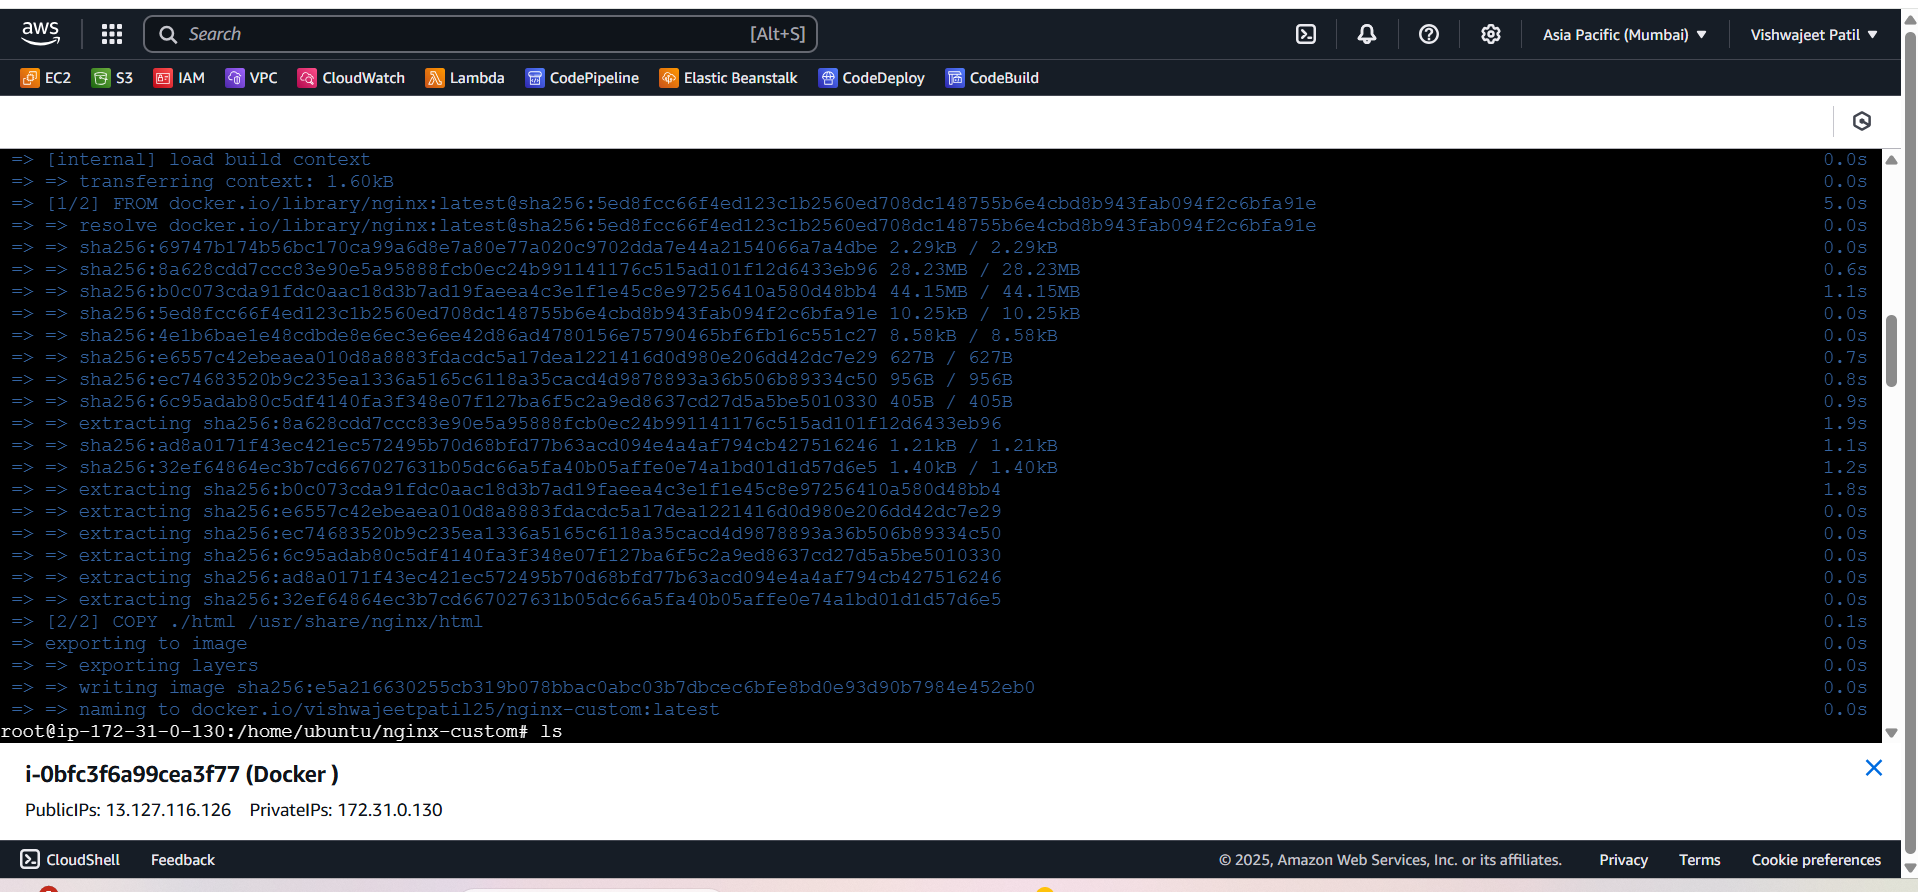 aws Search [Alt+S] Asia Pacific (Mumbai) ▼ Vishwajeet Patil ▼
EC2 S3 IAM VPC CloudWatch Lambda CodePipeline Elastic Beanstalk CodeDeploy CodeBuild
=> [internal] load build context 0.0s
=> => transferring context: 1.60kB 0.0s
=> [1/2] FROM docker.io/library/nginx:latest@sha256:5ed8fcc66f4ed123c1b2560ed708dc148755b6e4cbd8b943fab094f2c6bfa91e 5.0s
=> => resolve docker.io/library/nginx:latest@sha256:5ed8fcc66f4ed123c1b2560ed708dc148755b6e4cbd8b943fab094f2c6bfa91e 0.0s
=> => sha256:69747b174b56bc170ca99a6d8e7a80e77a020c9702dda7e44a2154066a7a4dbe 2.29kB / 2.29kB 0.0s
=> => sha256:8a628cdd7ccc83e90e5a95888fcb0ec24b991141176c515ad101f12d6433eb96 28.23MB / 28.23MB 0.6s
=> => sha256:b0c073cda91fdc0aac18d3b7ad19faeea4c3e1f1e45c8e97256410a580d48bb4 44.15MB / 44.15MB 1.1s
=> => sha256:5ed8fcc66f4ed123c1b2560ed708dc148755b6e4cbd8b943fab094f2c6bfa91e 10.25kB / 10.25kB 0.0s
=> => sha256:4e1b6bae1e48cdbde8e6ec3e6ee42d86ad4780156e75790465bf6fb16c551c27 8.58kB / 8.58kB 0.0s
=> => sha256:e6557c42ebeaea010d8a8883fdacdc5a17dea1221416d0d980e206dd42dc7e29 627B / 627B 0.7s
=> => sha256:ec74683520b9c235ea1336a5165c6118a35cacd4d9878893a36b506b89334c50 956B / 956B 0.8s
=> => sha256:6c95adab80c5df4140fa3f348e07f127ba6f5c2a9ed8637cd27d5a5be5010330 405B / 405B 0.9s
=> => extracting sha256:8a628cdd7ccc83e90e5a95888fcb0ec24b991141176c515ad101f12d6433eb96 1.9s
=> => sha256:ad8a0171f43ec421ec572495b70d68bfd77b63acd094e4a4af794cb427516246 1.21kB / 1.21kB 1.1s
=> => sha256:32ef64864ec3b7cd667027631b05dc66a5fa40b05affe0e74a1bd01d1d57d6e5 1.40kB / 1.40kB 1.2s
=> => extracting sha256:b0c073cda91fdc0aac18d3b7ad19faeea4c3e1f1e45c8e97256410a580d48bb4 1.8s
=> => extracting sha256:e6557c42ebeaea010d8a8883fdacdc5a17dea1221416d0d980e206dd42dc7e29 0.0s
=> => extracting sha256:ec74683520b9c235ea1336a5165c6118a35cacd4d9878893a36b506b89334c50 0.0s
=> => extracting sha256:6c95adab80c5df4140fa3f348e07f127ba6f5c2a9ed8637cd27d5a5be5010330 0.0s
=> => extracting sha256:ad8a0171f43ec421ec572495b70d68bfd77b63acd094e4a4af794cb427516246 0.0s
=> => extracting sha256:32ef64864ec3b7cd667027631b05dc66a5fa40b05affe0e74a1bd01d1d57d6e5 0.0s
=> [2/2] COPY ./html /usr/share/nginx/html 0.1s
=> exporting to image 0.0s
=> => exporting layers 0.0s
=> => writing image sha256:e5a216630255cb319b078bbac0abc03b7dbcec6bfe8bd0e93d90b7984e452eb0 0.0s
=> => naming to docker.io/vishwajeetpatil25/nginx-custom:latest 0.0s
root@ip-172-31-0-130:/home/ubuntu/nginx-custom# ls
i-0bfc3f6a99cea3f77 (Docker )
PublicIPs: 13.127.116.126 PrivateIPs: 172.31.0.130
CloudShell Feedback © 2025, Amazon Web Services, Inc. or its affiliates. Privacy Terms Cookie preferences